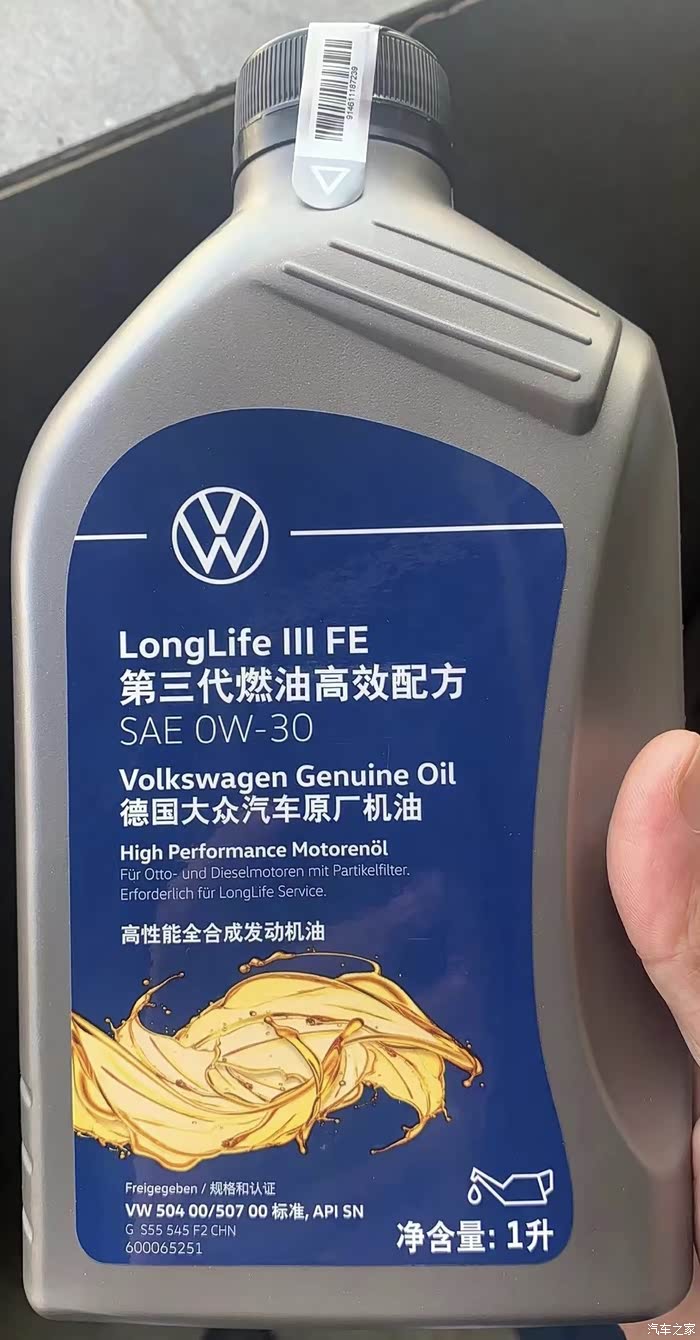 914611187239
LongLife III FE
第三代燃油高效配方
SAE 0W-30
Volkswagen Genuine Oil
德国大众汽车原厂机油
High Performance Motorenöl
Für Otto- und Dieselmotoren mit Partikelfilter.
Erforderlich für LongLife Service.
高性能全合成发动机油
Freigegeben / 规格和认证
VW 504 00/507 00 标准, API SN
G S55 545 F2 CHN
600065251
净含量: 1升
汽车之家